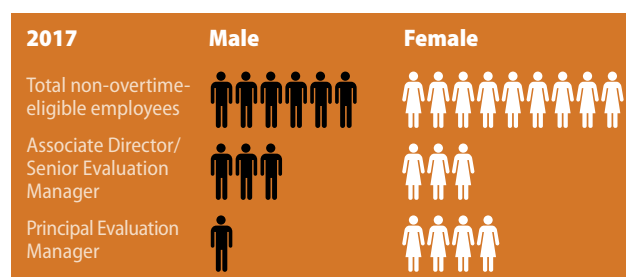 2017 Male Female
Total non-overtime-
eligible employees
Associate Director/
Senior Evaluation
Manager
Principal Evaluation
Manager